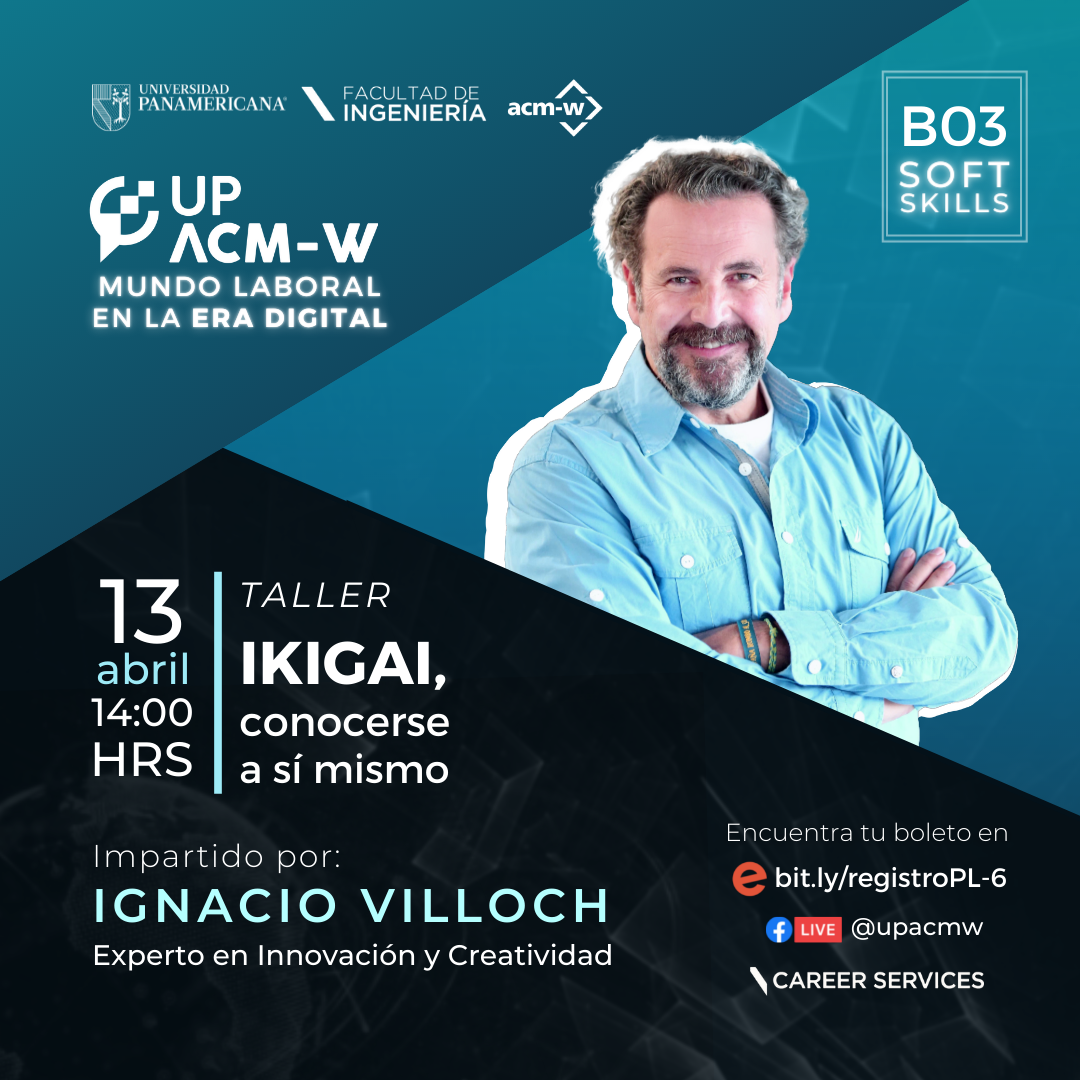 UNIVERSIDAD
PANAMERICANA®
FACULTAD DE
INGENIERÍA
acm-w
B03
SOFT
SKILLS
UP
ACM-W
MUNDO LABORAL
EN LA ERA DIGITAL
13
abril
14:00
HRS
TALLER
IKIGAI,
conocerse
a sí mismo
Impartido por:
IGNACIO VILLOCH
Experto en Innovación y Creatividad
Encuentra tu boleto en
bit.ly/registroPL-6
LIVE @upacmw
CAREER SERVICES